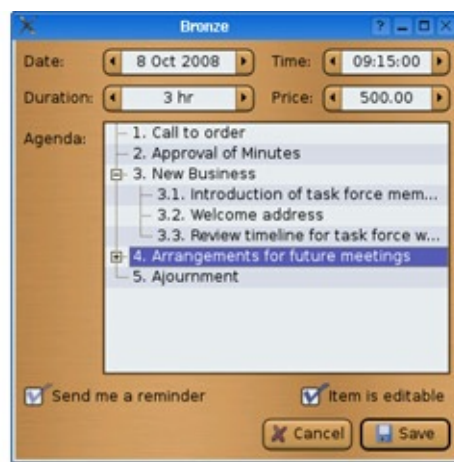 Bronze
Date: 8 Oct 2008 Time: 09:15:00
Duration: 3 hr Price: 500.00
Agenda:
1. Call to order
2. Approval of Minutes
3. New Business
3.1. Introduction of task force mem...
3.2. Welcome address
3.3. Review timeline for task force w...
4. Arrangements for future meetings
5. Ajournment
Send me a reminder Item is editable
Cancel Save